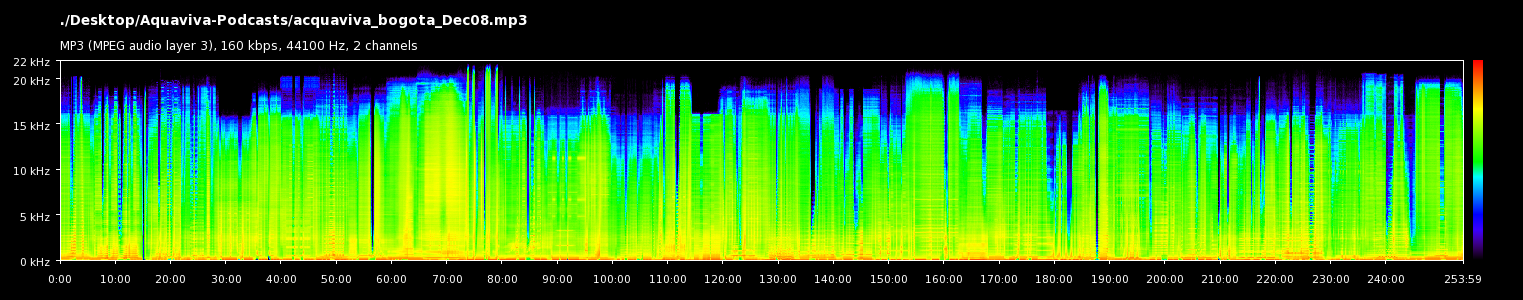 ./Desktop/Aquaviva-Podcasts/acquaviva_bogota_Dec08.mp3
MP3 (MPEG audio layer 3), 160 kbps, 44100 Hz, 2 channels
22 kHz
20 kHz
15 kHz
10 kHz
5 kHz
0 kHz
0:00 10:00 20:00 30:00 40:00 50:00 60:00 70:00 80:00 90:00 100:00 110:00 120:00 130:00 140:00 150:00 160:00 170:00 180:00 190:00 200:00 210:00 220:00 230:00 240:00 253:59